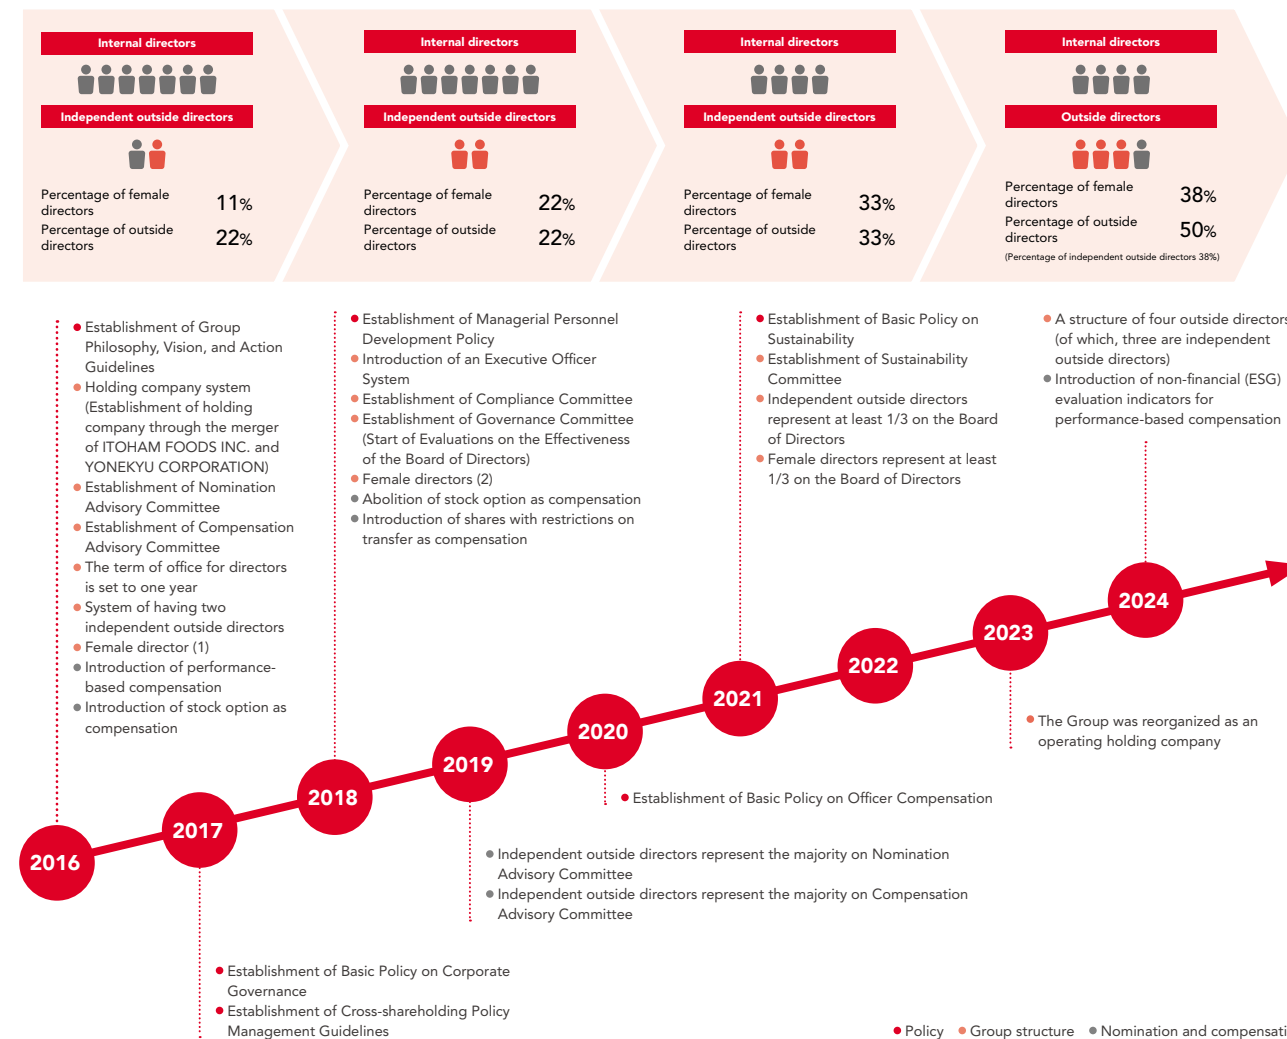 Internal directors
Independent outside directors
Percentage of female
directors
11%
Percentage of outside
directors
22%
Internal directors
Independent outside directors
Percentage of female
directors
22%
Percentage of outside
directors
22%
Internal directors
Independent outside directors
Percentage of female
directors
33%
Percentage of outside
directors
33%
Internal directors
Outside directors
Percentage of female
directors
38%
Percentage of outside
directors
50%
(Percentage of independent outside directors 38%)
Establishment of Group
Philosophy, Vision, and Action
Guidelines
Holding company system
(Establishment of holding
company through the merger
of ITOHAM FOODS INC. and
YONEKYU CORPORATION)
Establishment of Nomination
Advisory Committee
Establishment of Compensation
Advisory Committee
The term of office for directors
is set to one year
System of having two
independent outside directors
Female director (1)
Introduction of performance-
based compensation
Introduction of stock option as
compensation
Establishment of Managerial Personnel
Development Policy
Introduction of an Executive Officer
System
Establishment of Compliance Committee
Establishment of Governance Committee
(Start of Evaluations on the Effectiveness
of the Board of Directors)
Female directors (2)
Abolition of stock option as compensation
Introduction of shares with restrictions on
transfer as compensation
Establishment of Basic Policy on
Sustainability
Establishment of Sustainability
Committee
Independent outside directors
represent at least 1/3 on the Board
of Directors
Female directors represent at least
1/3 on the Board of Directors
A structure of four outside directors
(of which, three are independent
outside directors)
Introduction of non-financial (ESG)
evaluation indicators for
performance-based compensation
2024
2023
2022
2021
2020
2019
2018
2017
2016
The Group was reorganized as an
operating holding company
Establishment of Basic Policy on Officer Compensation
Independent outside directors represent the majority on Nomination
Advisory Committee
Independent outside directors represent the majority on Compensation
Advisory Committee
Establishment of Basic Policy on Corporate
Governance
Establishment of Cross-shareholding Policy
Management Guidelines
Policy Group structure Nomination and compensati